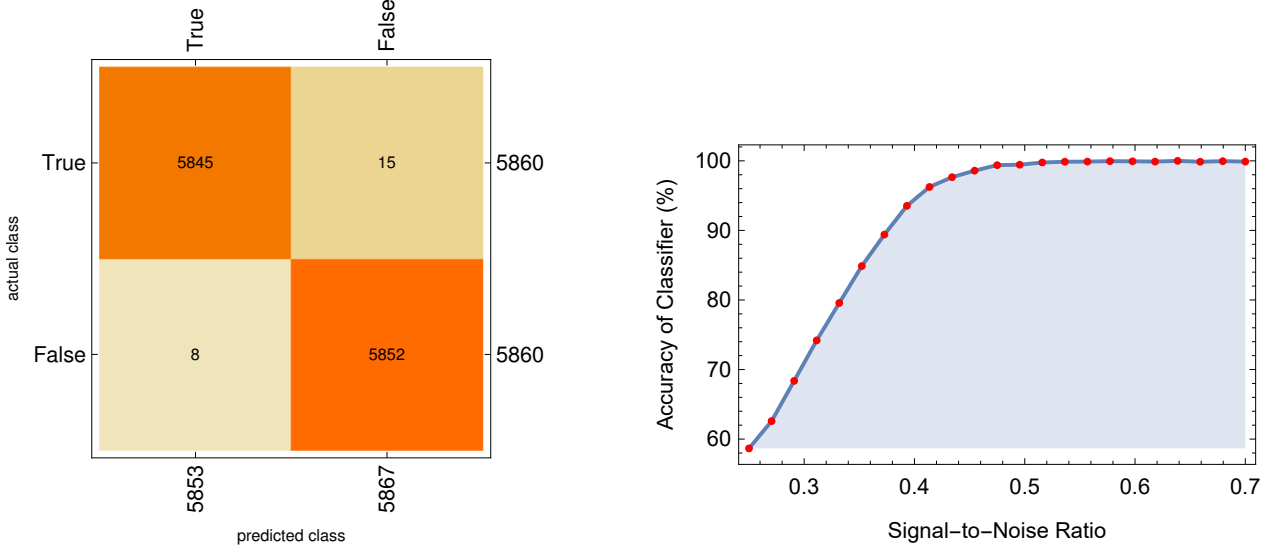 True False
actual class
True 5845 15 5860
False 8 5852 5860
5853 5867
predicted class
Accuracy of Classifier (%)
100
90
80
70
60
0.3 0.4 0.5 0.6 0.7
Signal-to-Noise Ratio